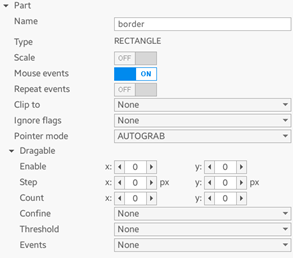 Part
Name border
Type RECTANGLE
Scale OFF
Mouse events ON
Repeat events OFF
Clip to None
Ignore flags None
Pointer mode AUTOGRAB
Dragable
Enable x: 0 y: 0
Step x: 0 px y: 0 px
Count x: 0 y: 0
Confine None
Threshold None
Events None